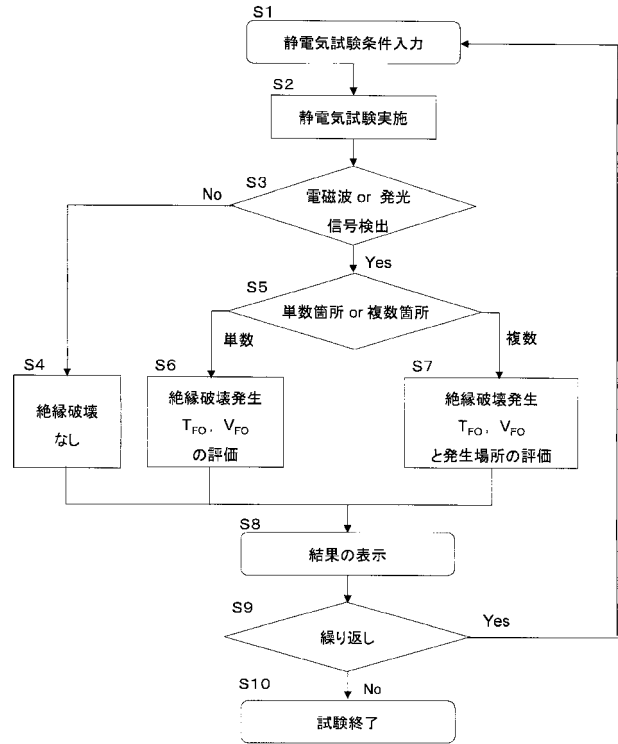 S1
静電気試験条件入力
S2
静電気試験実施
S3
電磁波 or 発光
信号検出
No
Yes
S5
単数箇所 or 複数箇所
単数
複数
S4
絶縁破壊
なし
S6
絶縁破壊発生
TFO, VFO
の評価
S7
絶縁破壊発生
TFO, VFO
と発生場所の評価
S8
結果の表示
S9
繰り返し
Yes
No
S10
試験終了